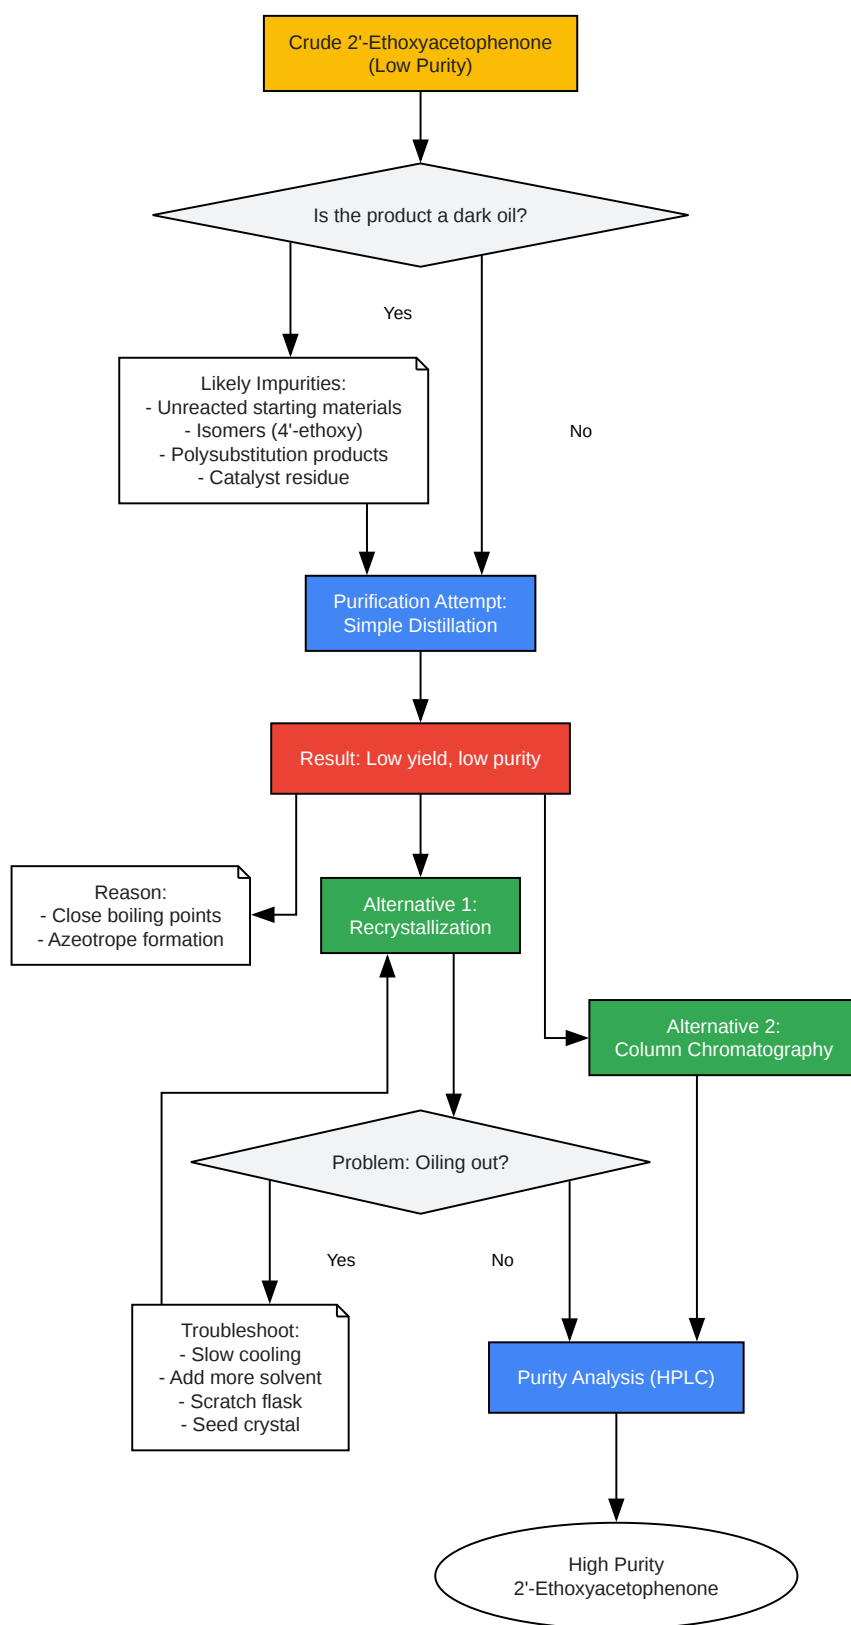 Crude 2'-Ethoxyacetophenone
(Low Purity)
Is the product a dark oil?
Yes
Likely Impurities:
- Unreacted starting materials
- Isomers (4'-ethoxy)
- Polysubstitution products
- Catalyst residue
No
Purification Attempt:
Simple Distillation
Result: Low yield, low purity
Reason:
- Close boiling points
- Azeotrope formation
Alternative 1:
Recrystallization
Alternative 2:
Column Chromatography
Problem: Oiling out?
Yes
No
Troubleshoot:
- Slow cooling
- Add more solvent
- Scratch flask
- Seed crystal
Purity Analysis (HPLC)
High Purity
2'-Ethoxyacetophenone